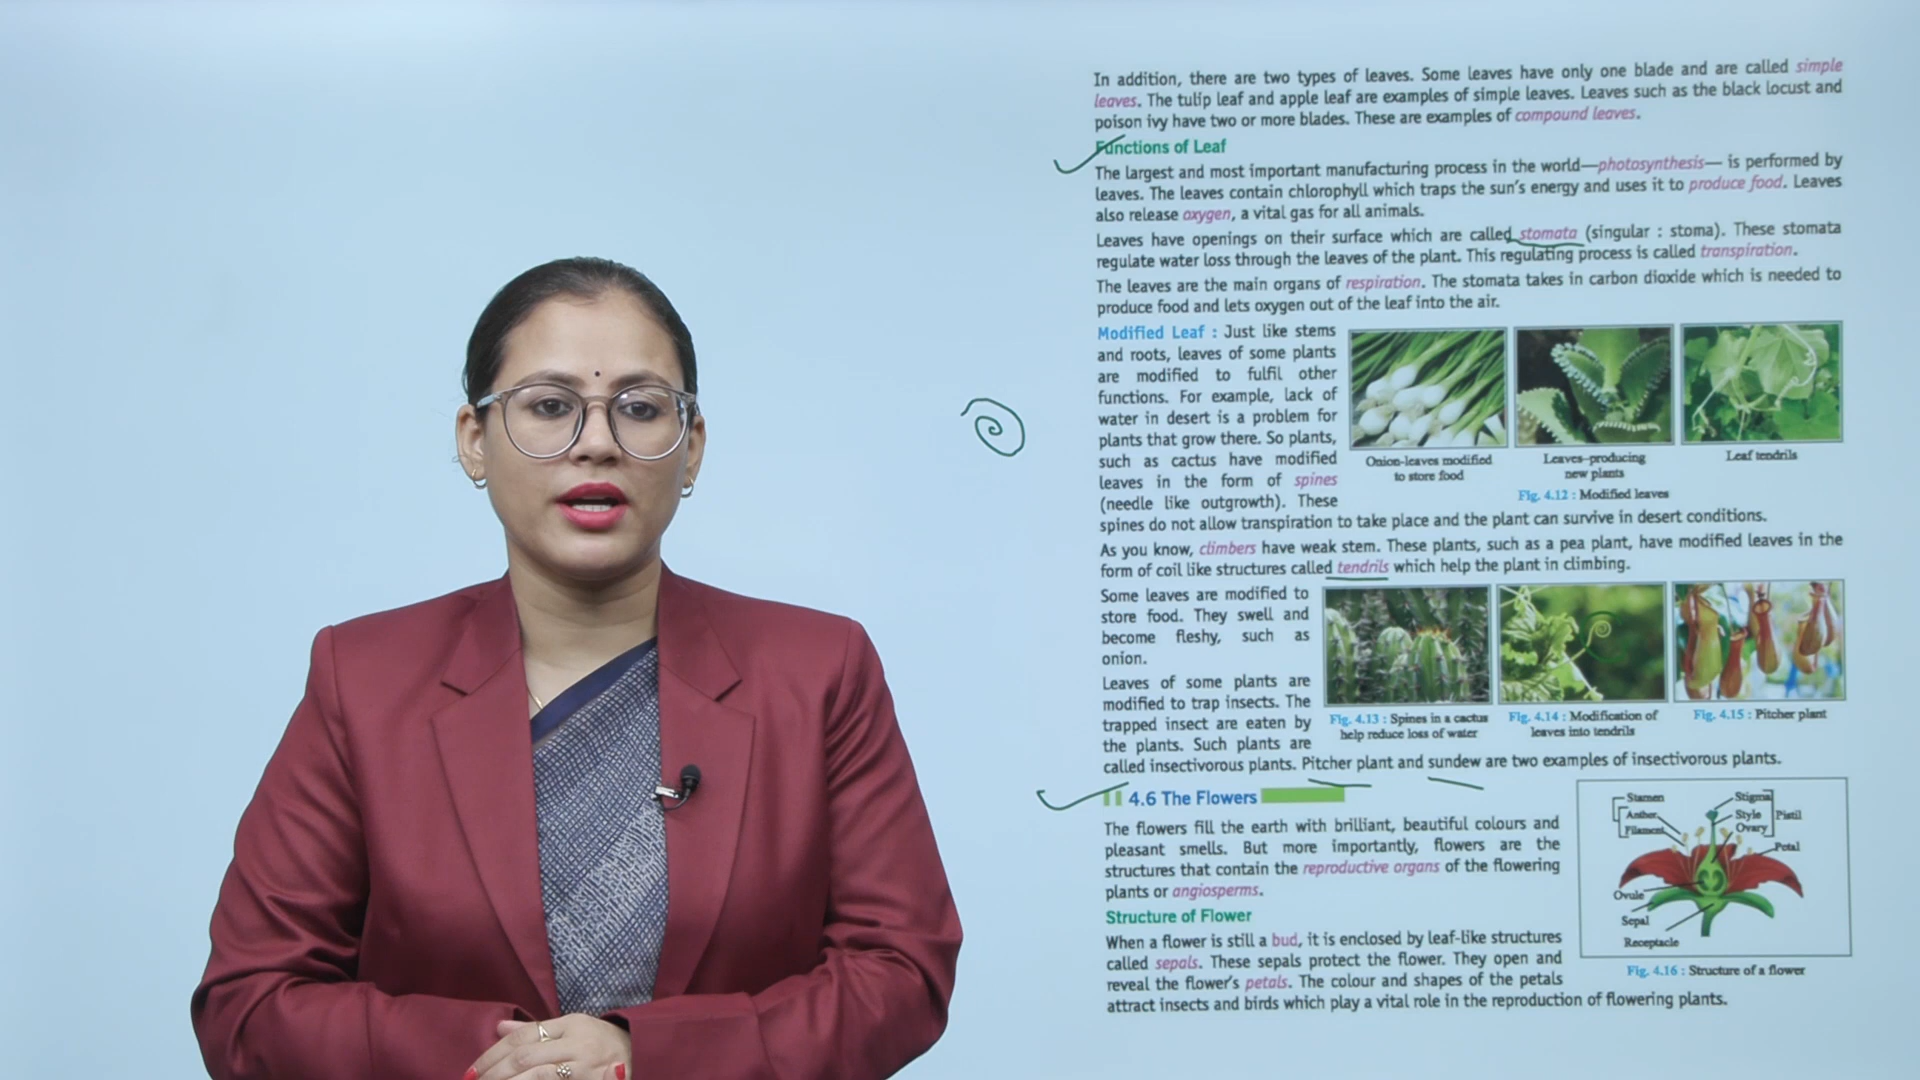 In addition, there are two types of leaves. Some leaves have only one blade and are called simple
leaves. The tulip leaf and apple leaf are examples of simple leaves. Leaves such as the black locust and
poison ivy have two or more blades. These are examples of compound leaves.
Functions of Leaf
The largest and most important manufacturing process in the world—photosynthesis— is performed by
leaves. The leaves contain chlorophyll which traps the sun's energy and uses it to produce food. Leaves
also release oxygen, a vital gas for all animals.
Leaves have openings on their surface which are called stomata (singular : stoma). These stomata
regulate water loss through the leaves of the plant. This regulating process is called transpiration.
The leaves are the main organs of respiration. The stomata takes in carbon dioxide which is needed to
produce food and lets oxygen out of the leaf into the air.
Modified Leaf : Just like stems
and roots, leaves of some plants
are modified to fulfil other
functions. For example, lack of
water in desert is a problem for
plants that grow there. So plants,
such as cactus have modified
leaves in the form of spines
(needle like outgrowth). These
spines do not allow transpiration to take place and the plant can survive in desert conditions.
Onion-leaves modified
to store food
Leaves-producing
new plants
Leaf tendrils
Fig. 4.12 : Modified leaves
As you know, climbers have weak stem. These plants, such as a pea plant, have modified leaves in the
form of coil like structures called tendrils which help the plant in climbing.
Some leaves are modified to
store food. They swell and
become fleshy, such as
onion.
Leaves of some plants are
modified to trap insects. The
trapped insect are eaten by
the plants. Such plants are
called insectivorous plants. Pitcher plant and sundew are two examples of insectivorous plants.
Fig. 4.13 : Spines in a cactus
help reduce loss of water
Fig. 4.14 : Modification of
leaves into tendrils
Fig. 4.15 : Pitcher plant
4.6 The Flowers
The flowers fill the earth with brilliant, beautiful colours and
pleasant smells. But more importantly, flowers are the
structures that contain the reproductive organs of the flowering
plants or angiosperms.
Structure of Flower
When a flower is still a bud, it is enclosed by leaf-like structures
called sepals. These sepals protect the flower. They open and
reveal the flower's petals. The colour and shapes of the petals
attract insects and birds which play a vital role in the reproduction of flowering plants.
Stamen
Anther
Filament
Stigma
Style
Ovary
Pistil
Petal
Ovule
Sepal
Receptacle
Fig. 4.16 : Structure of a flower